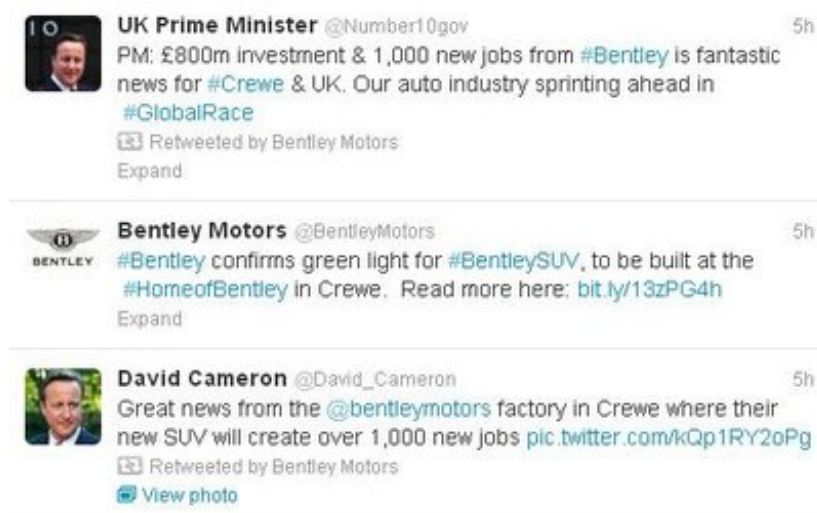 10
UK Prime Minister @Number10gov 5h
PM: £800m investment & 1,000 new jobs from #Bentley is fantastic
news for #Crewe & UK. Our auto industry sprinting ahead in
#GlobalRace
Retweeted by Bentley Motors
Expand
Bentley Motors @BentleyMotors 5h
B
BENTLEY
#Bentley confirms green light for #BentleySUV, to be built at the
#HomeofBentley in Crewe. Read more here: bit.ly/13zPG4h
Expand
David Cameron @David_Cameron 5h
Great news from the @bentleymotors factory in Crewe where their
new SUV will create over 1,000 new jobs pic.twitter.com/kQp1RY2oPg
Retweeted by Bentley Motors
View photo